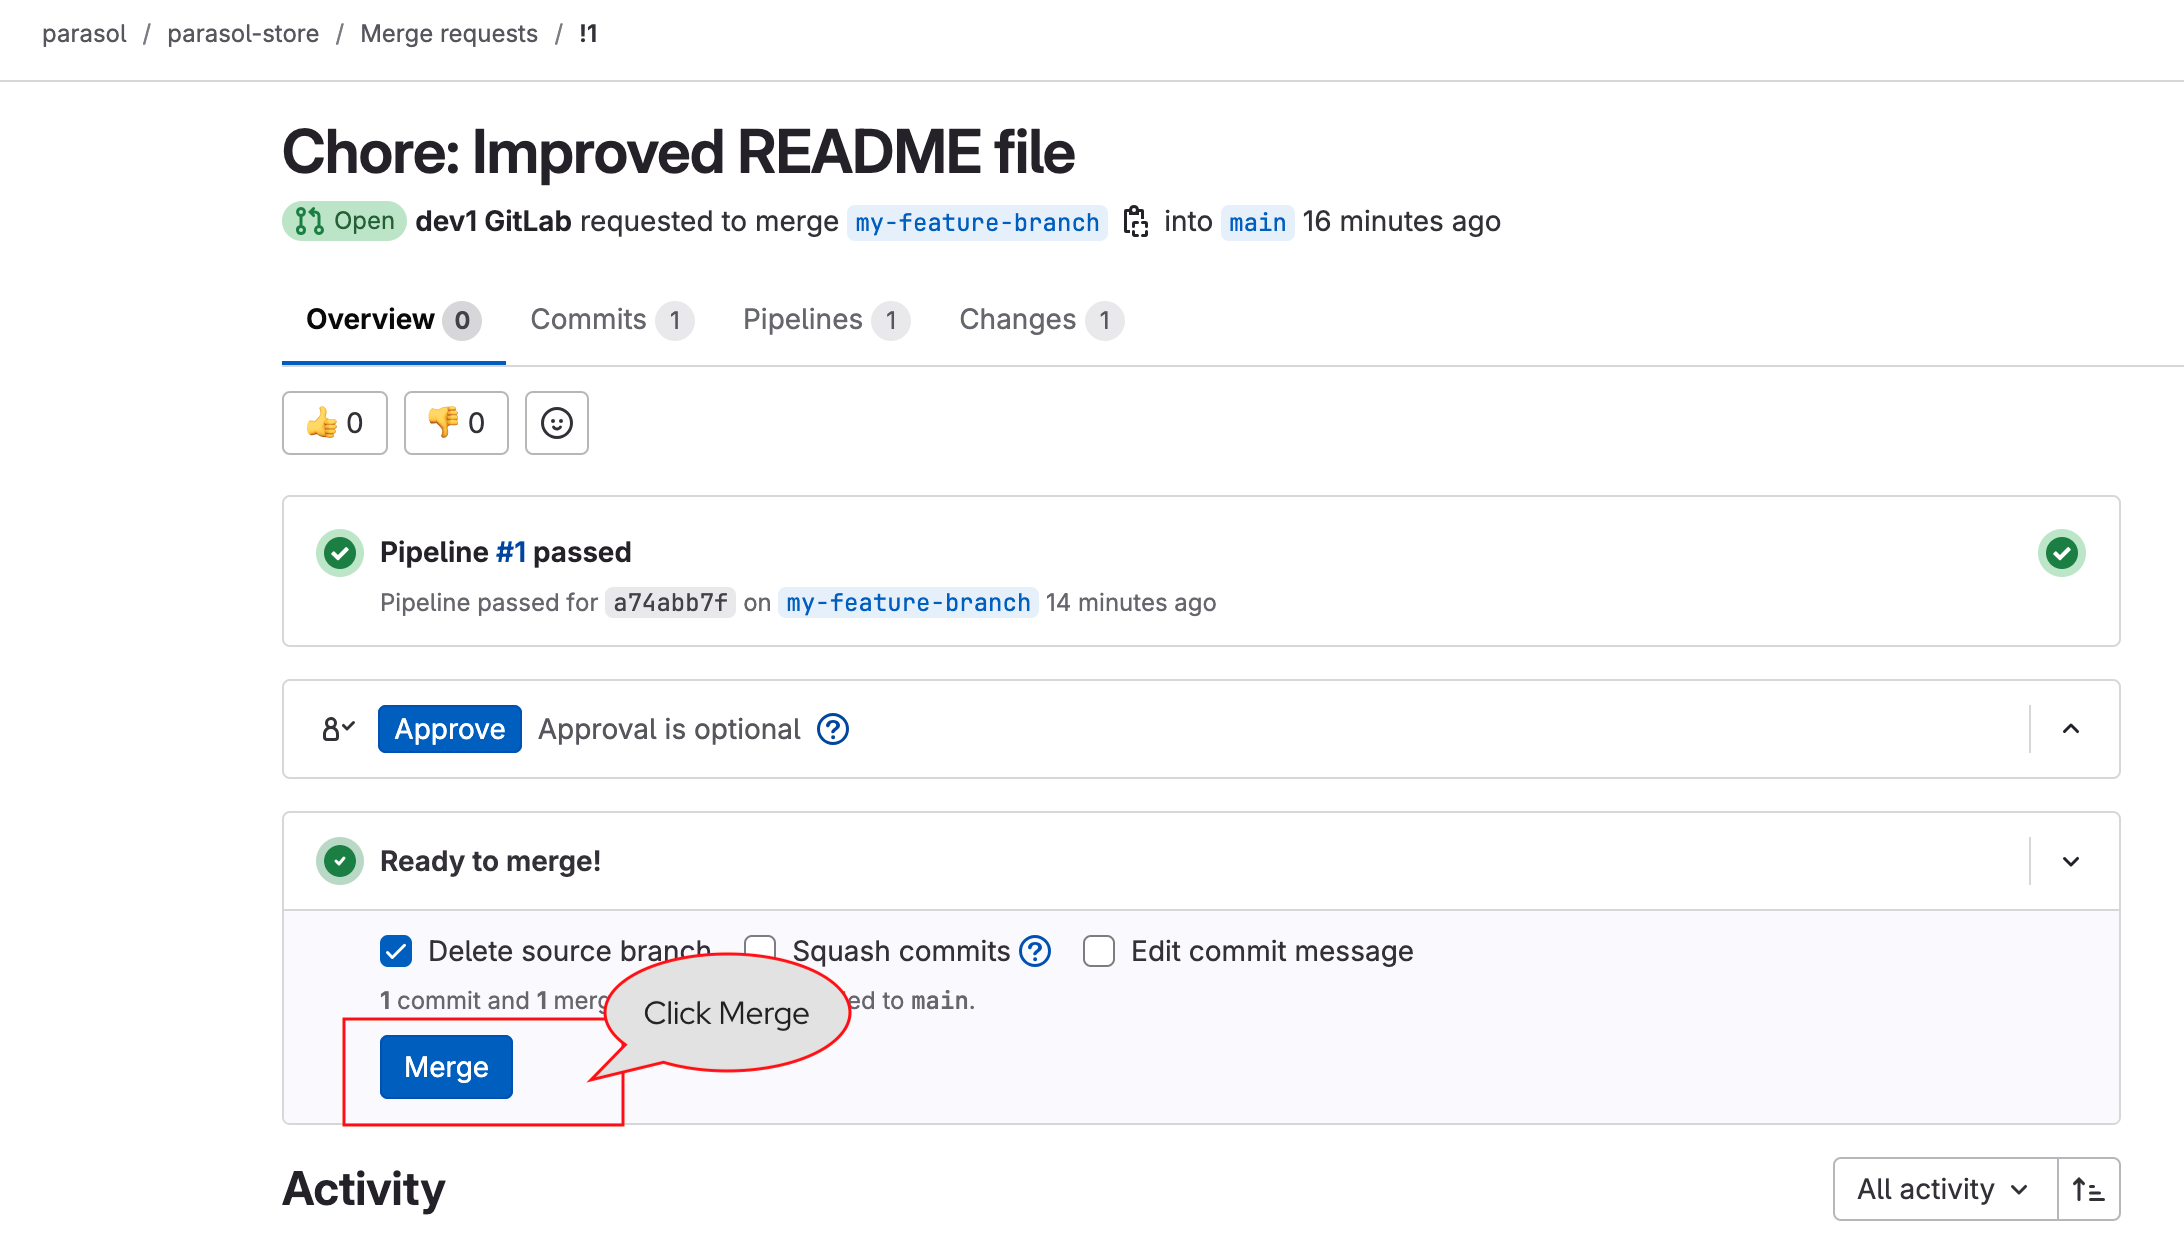 parasol / parasol-store / Merge requests / !1
Chore: Improved README file
Open dev1 GitLab requested to merge my-feature-branch into main 16 minutes ago
Overview 0 Commits 1 Pipelines 1 Changes 1
0 0
Pipeline #1 passed
Pipeline passed for a74abb7f on my-feature-branch 14 minutes ago
Approve Approval is optional
Ready to merge!
Delete source branch Squash commits Edit commit message
1 commit and 1 ed to main.
Click Merge
Merge
Activity
All activity